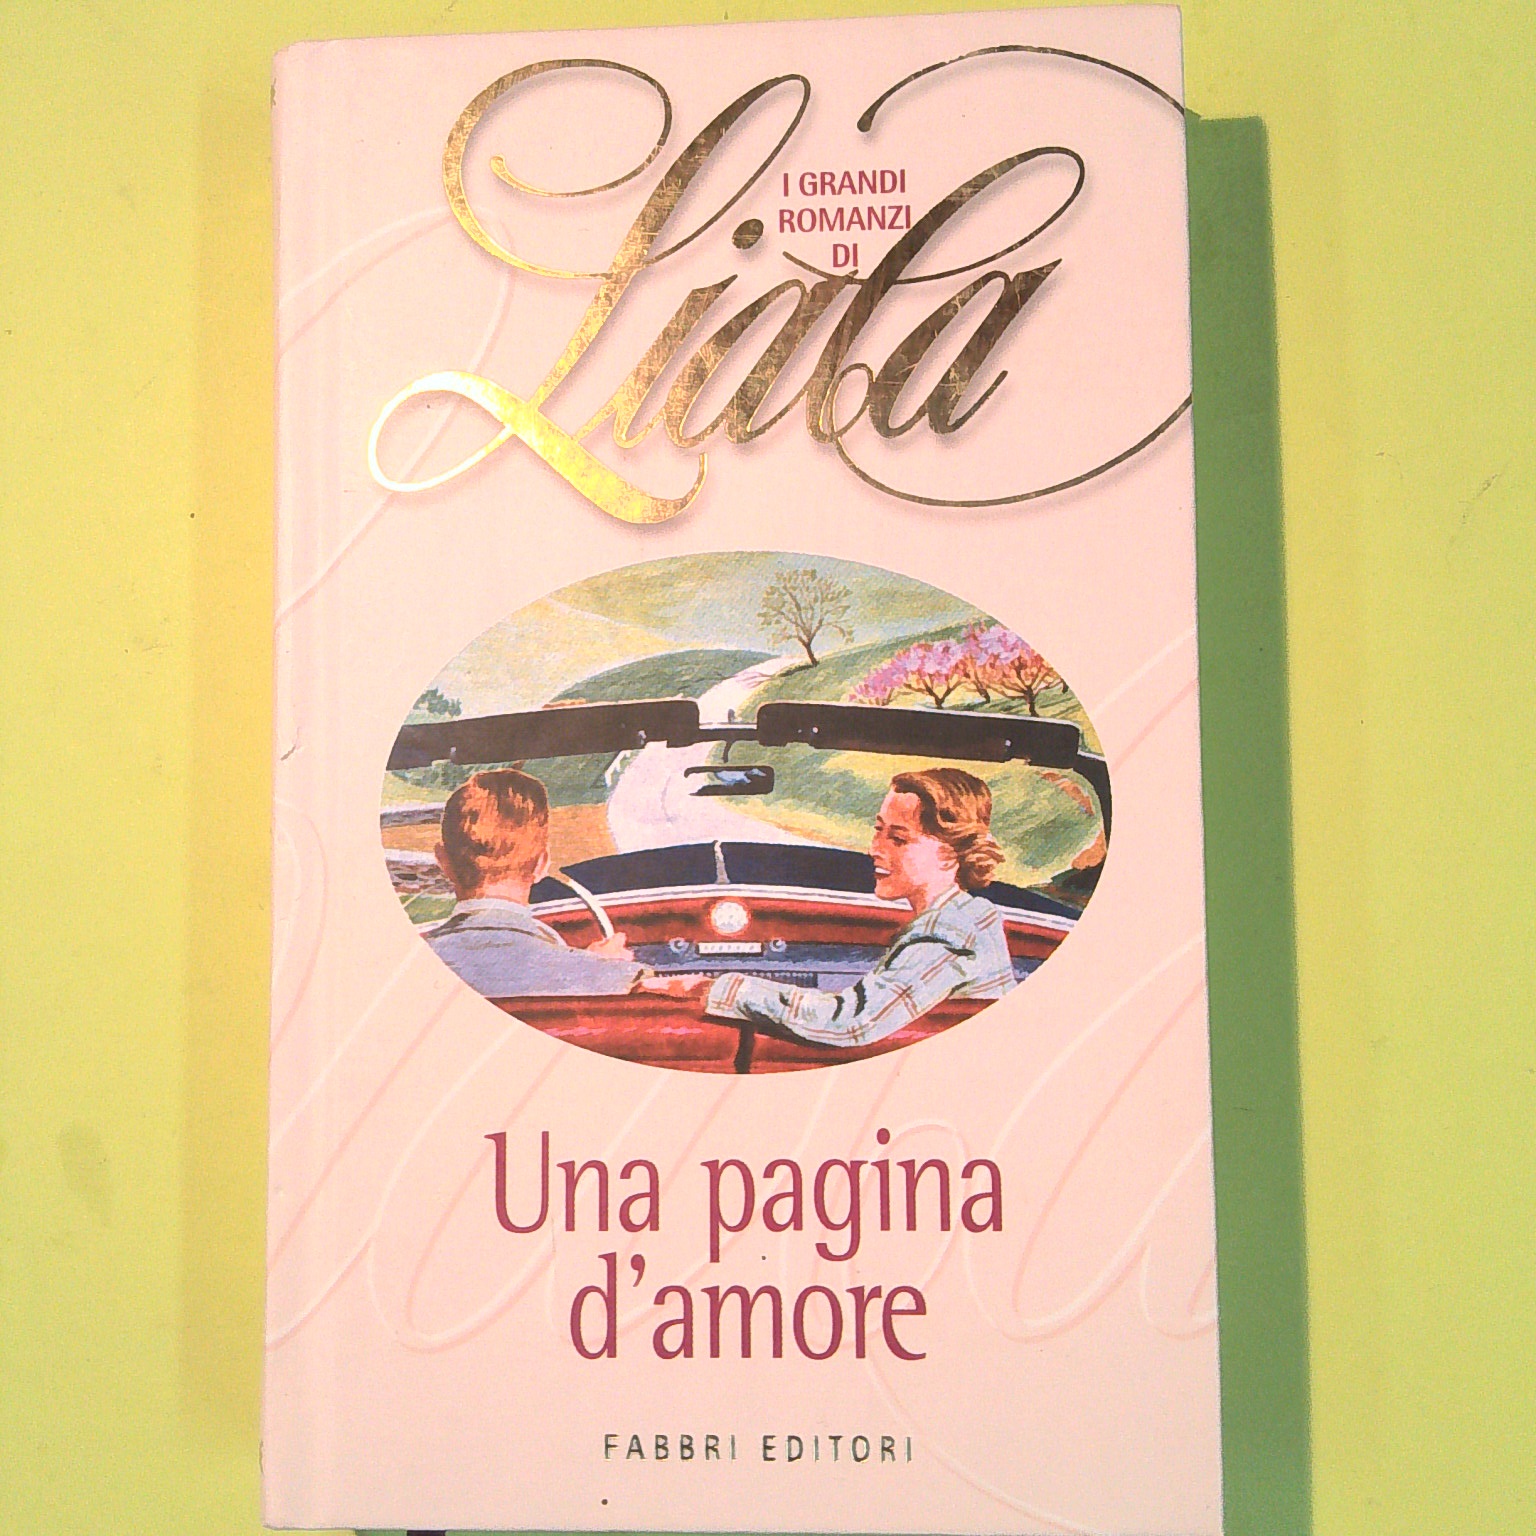 I GRANDI
ROMANZI
DI
Liala
Una pagina
d'amore
FABBRI EDITORI